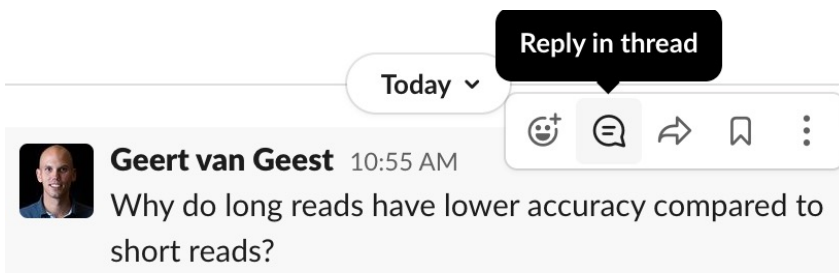 Reply in thread
Today
Geert van Geest 10:55 AM
Why do long reads have lower accuracy compared to
short reads?